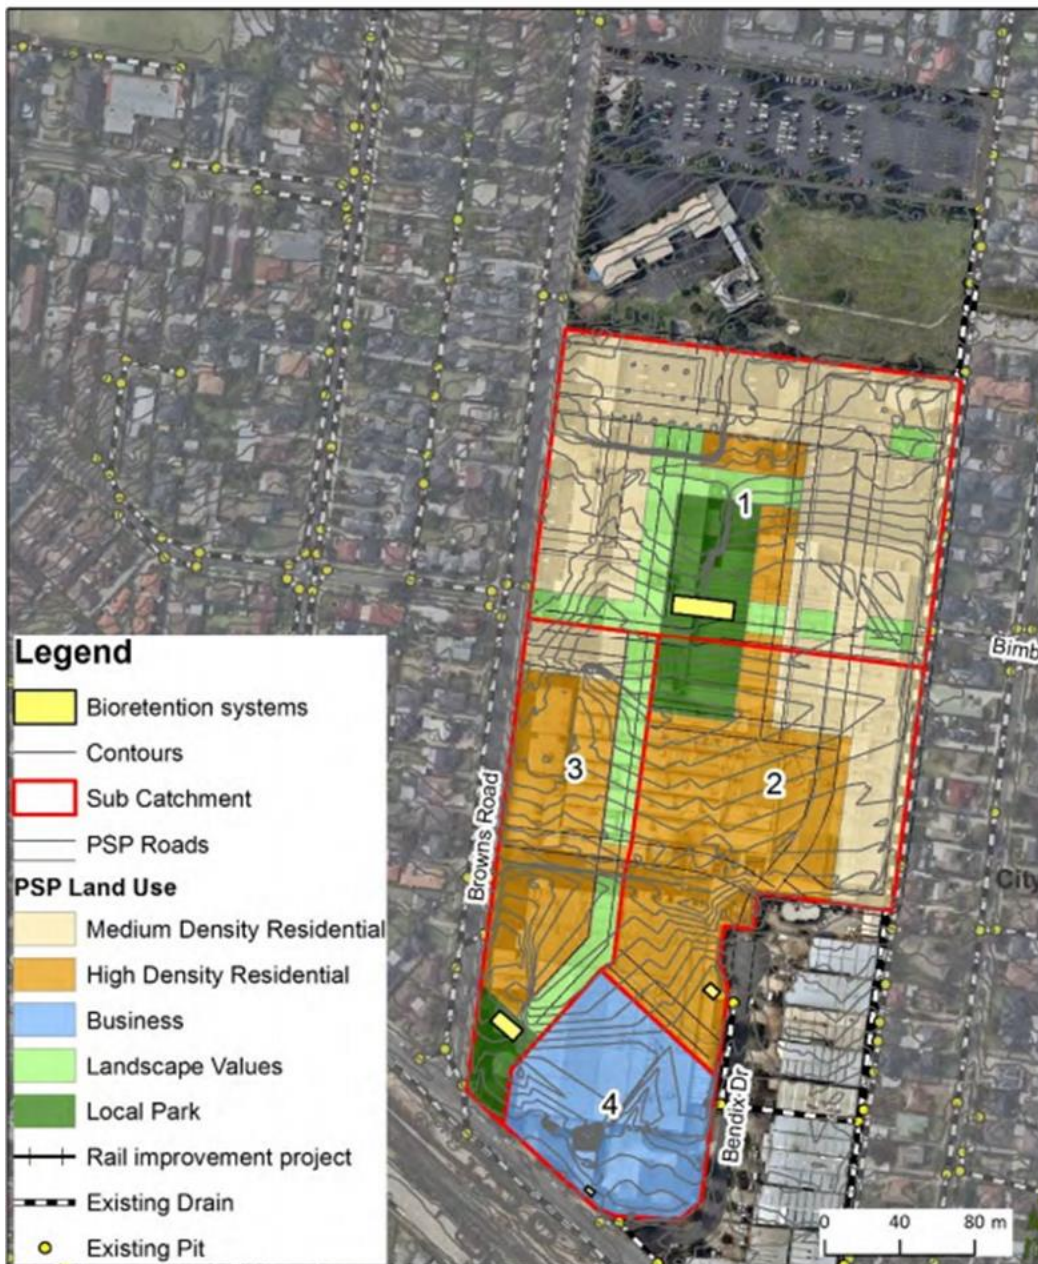 1
Bimb
3
2
Browns Road
City
4
Bendix Dr
0 40 80 m
Legend
Bioretention systems
Contours
Sub Catchment
PSP Roads
PSP Land Use
Medium Density Residential
High Density Residential
Business
Landscape Values
Local Park
Rail improvement project
Existing Drain
Existing Pit